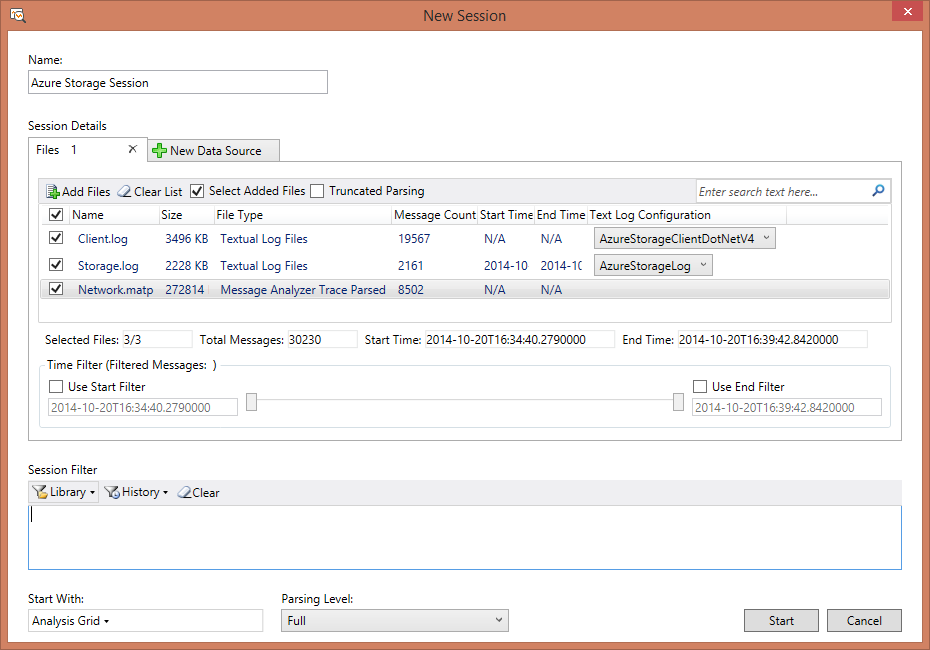 New Session
Name:
Azure Storage Session
Session Details
Files 1 New Data Source
Add Files Clear List Select Added Files Truncated Parsing Enter search text here...
Name Size File Type Message Count Start Time End Time Text Log Configuration
Client.log 3496 KB Textual Log Files 19567 N/A N/A AzureStorageClientDotNetV4
Storage.log 2228 KB Textual Log Files 2161 2014-10 2014-10 AzureStorageLog
Network.matp 272814 Message Analyzer Trace Parsed 8502 N/A N/A
Selected Files: 3/3 Total Messages: 30230 Start Time: 2014-10-20T16:34:40.2790000 End Time: 2014-10-20T16:39:42.8420000
Time Filter (Filtered Messages: )
Use Start Filter Use End Filter
2014-10-20T16:34:40.2790000 2014-10-20T16:39:42.8420000
Session Filter
Library History Clear
Start With: Parsing Level:
Analysis Grid Full Start Cancel